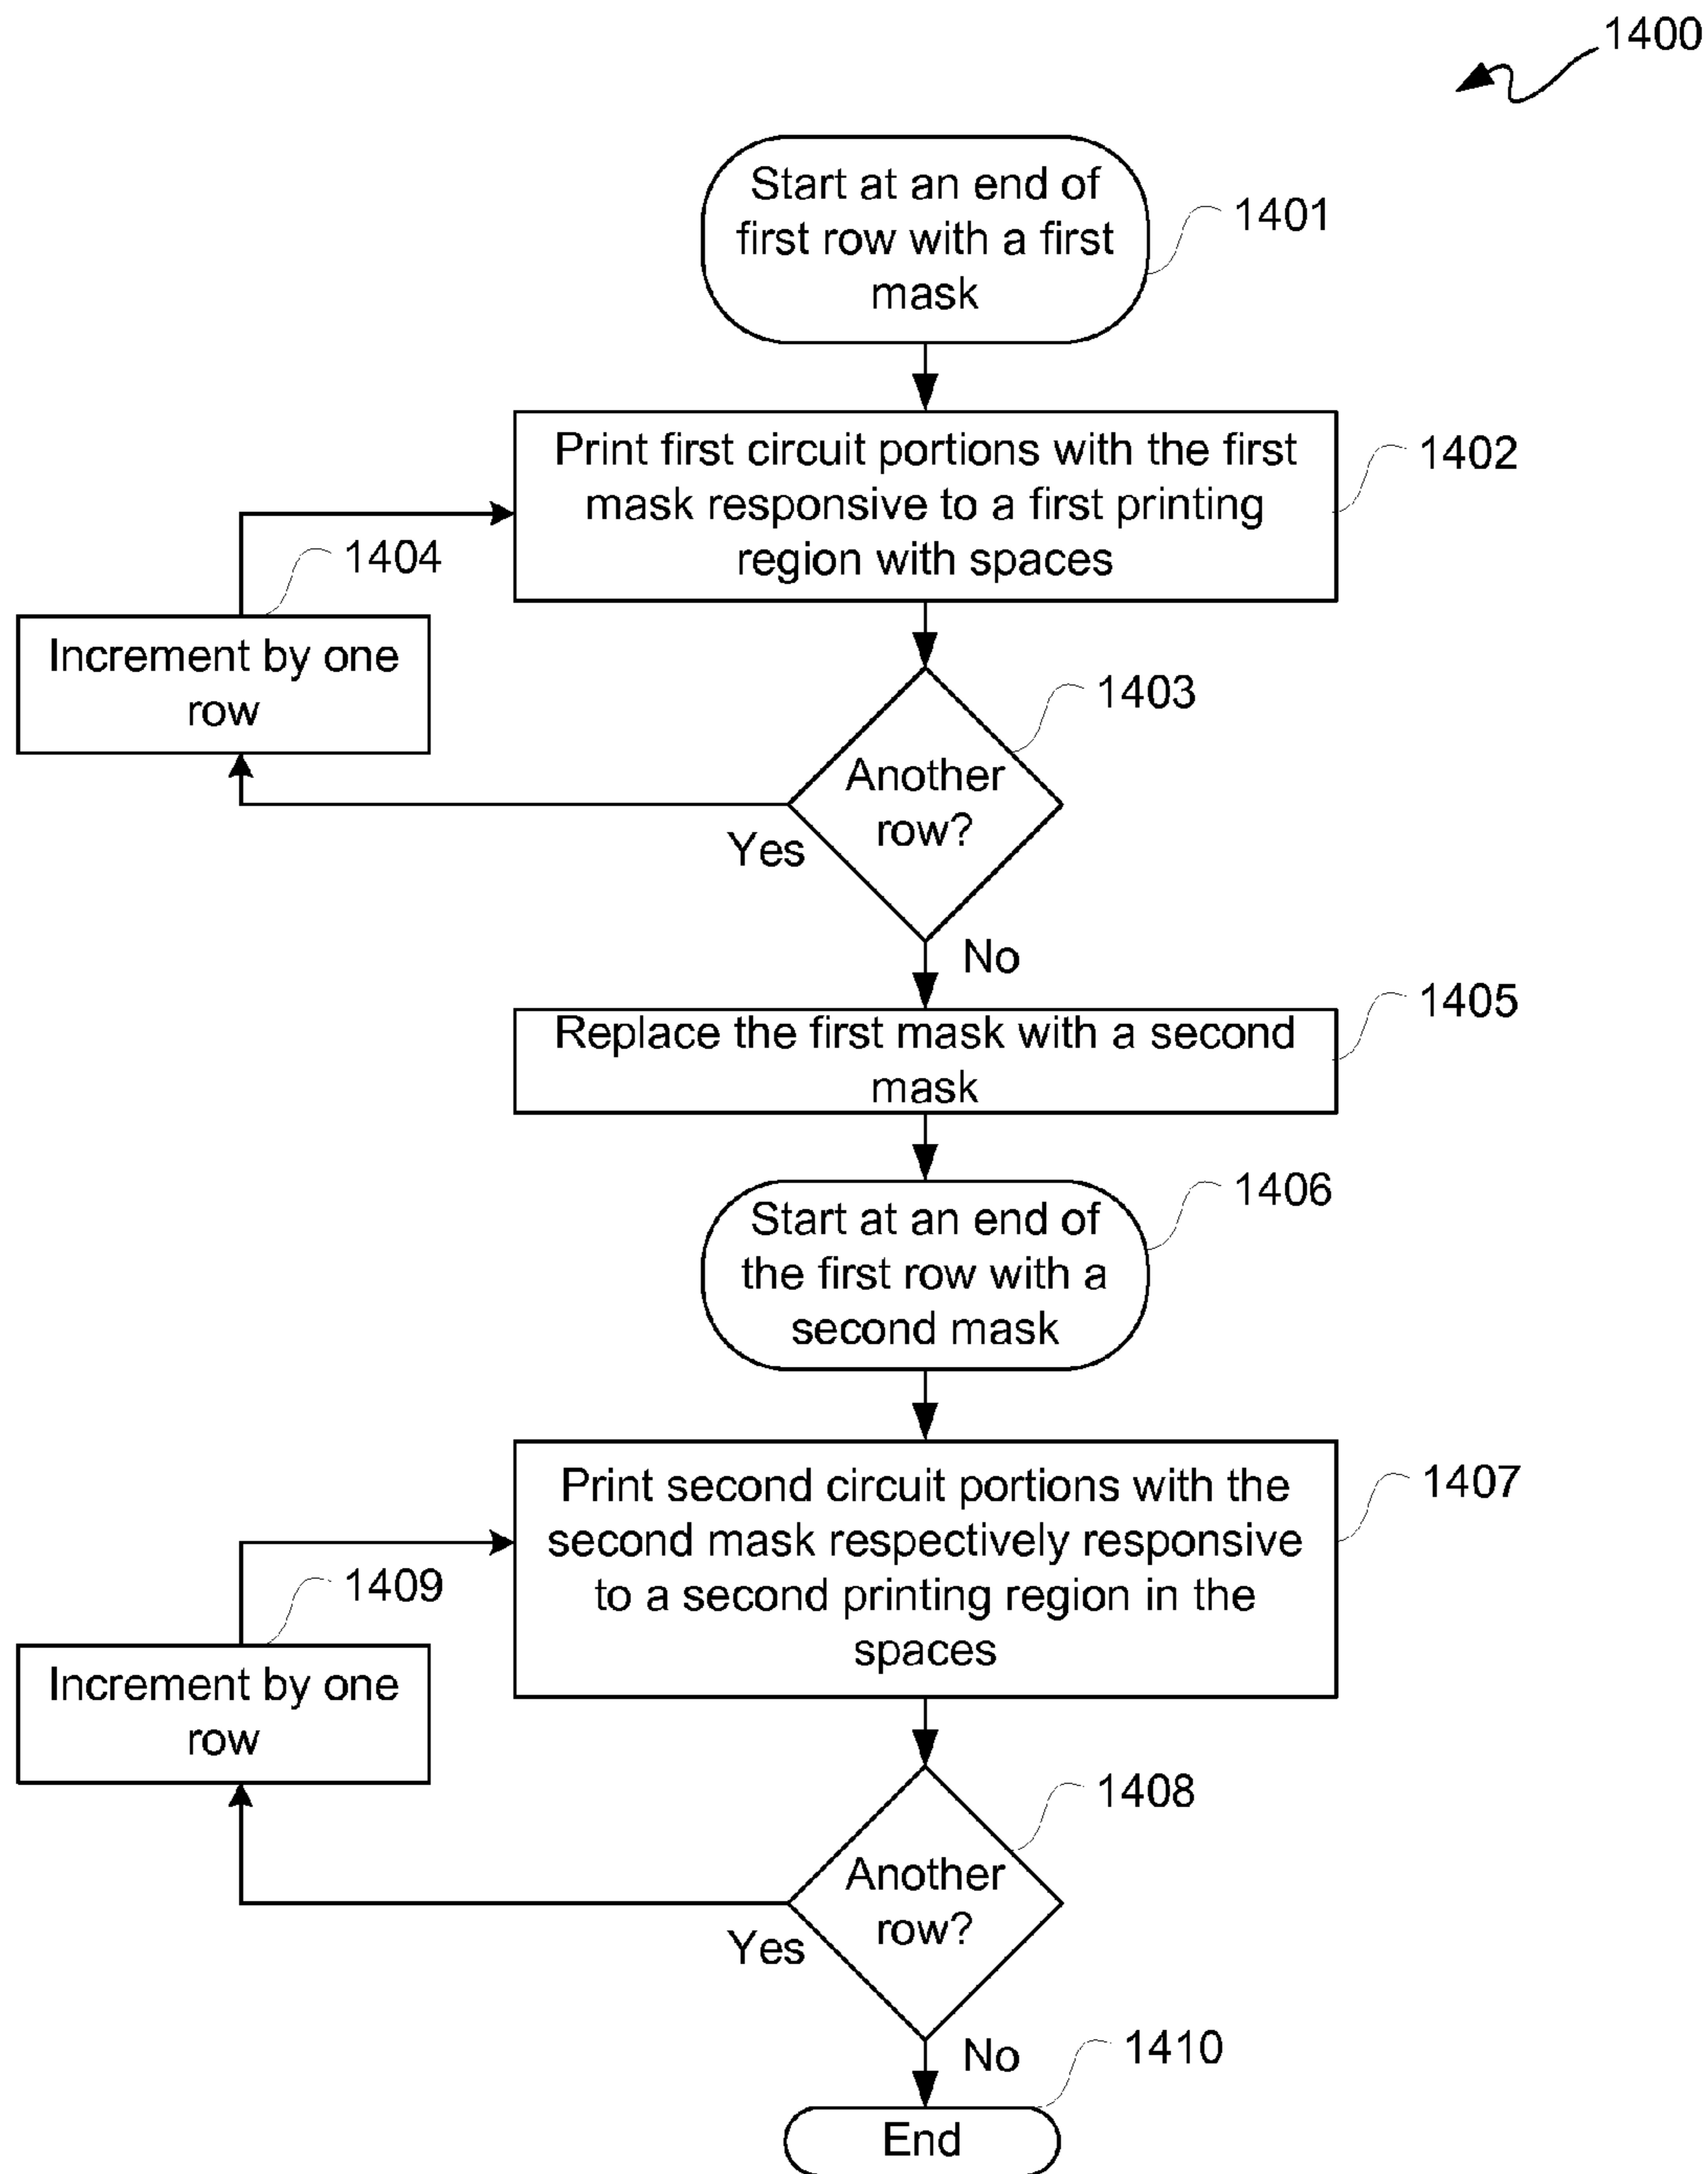 1400
Start at an end of
first row with a first
mask
1401
Print first circuit portions with the first
mask responsive to a first printing
region with spaces
1402
1404
Increment by one
row
1403
Another
row?
Yes
No
1405
Replace the first mask with a second
mask
1406
Start at an end of
the first row with a
second mask
1407
Print second circuit portions with the
second mask respectively responsive
to a second printing region in the
spaces
1409
Increment by one
row
1408
Another
row?
Yes
No
1410
End